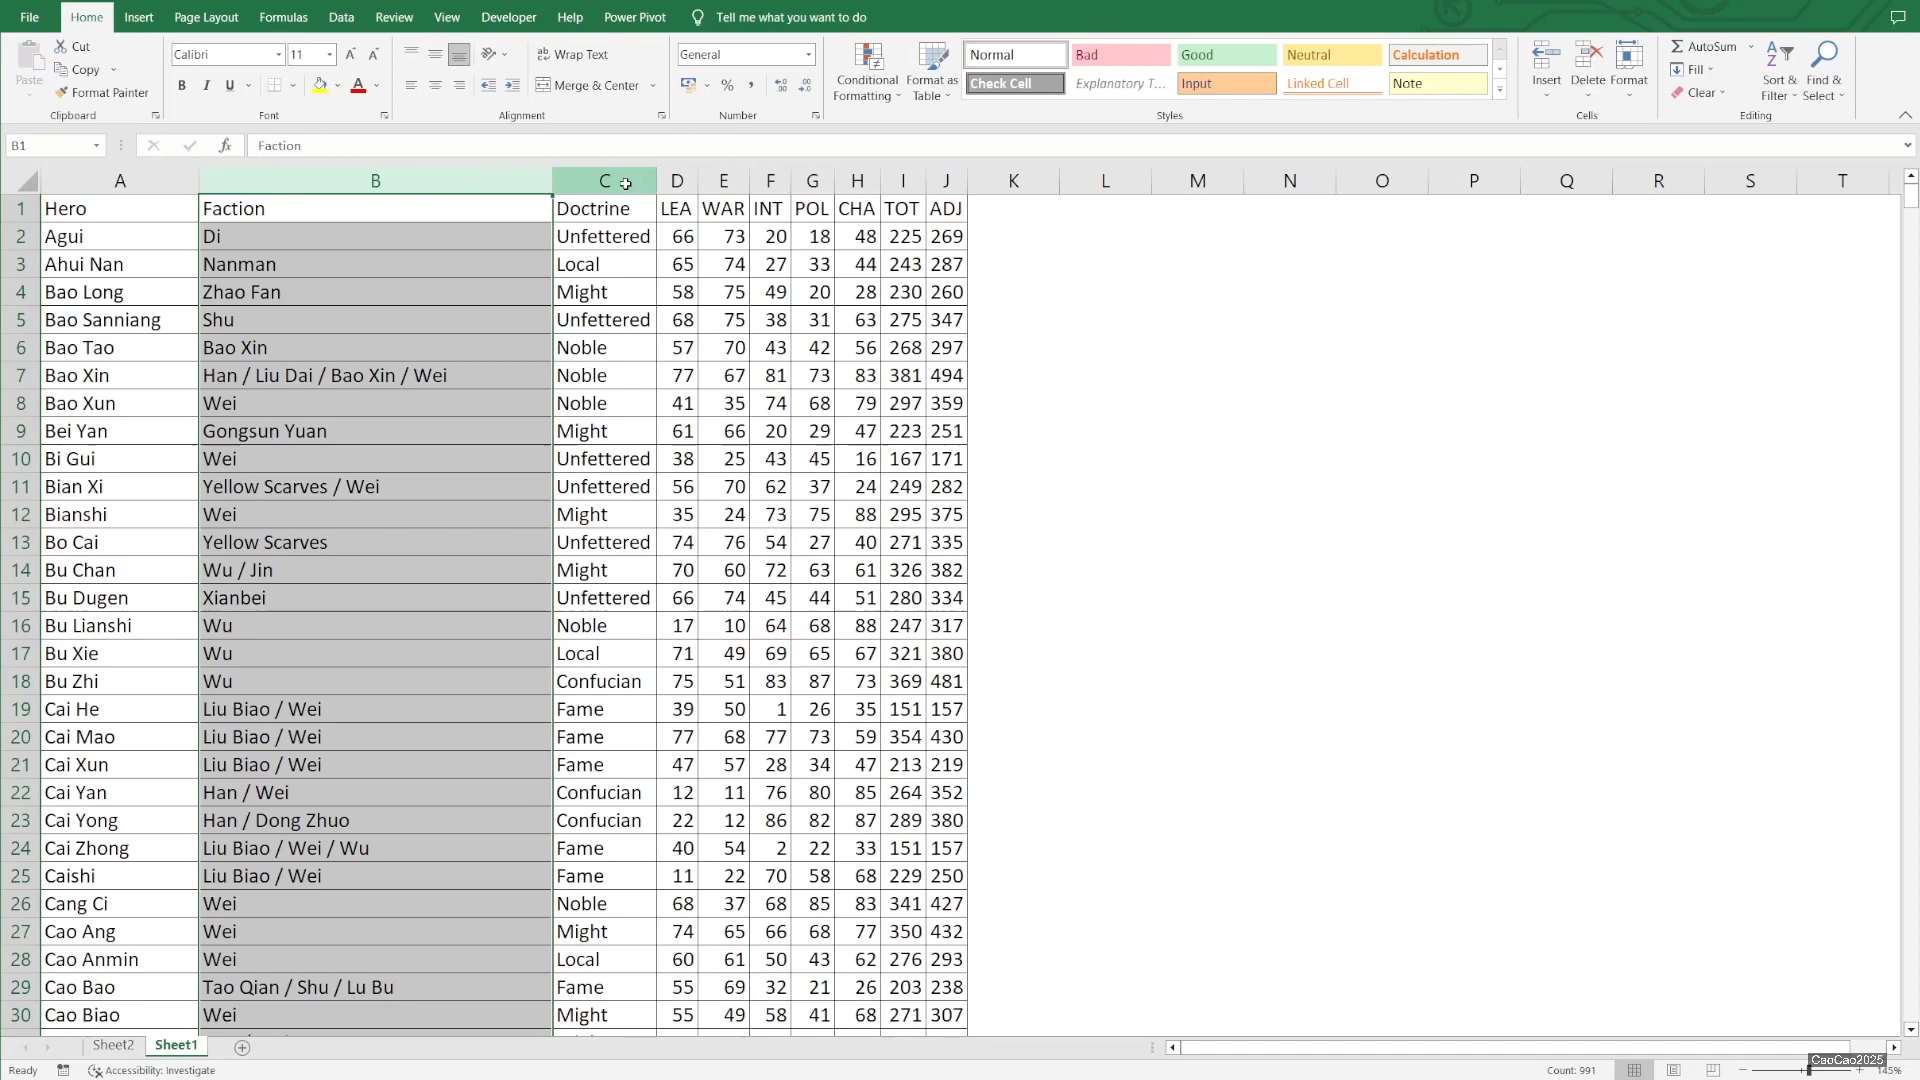 File Home Insert Page Layout Formulas Data Review View Developer Help Power Pivot Tell me what you want to do
Paste
Cut
Copy
Format Painter
Clipboard
Calibri 11
B I U
Font
Wrap Text
Merge & Center
Alignment
General
Number
Conditional Formatting
Format as Table
Normal Bad Good Neutral Calculation
Check Cell Explanatory T... Input Linked Cell Note
Styles
Insert Delete Format
Cells
AutoSum
Fill
Clear
Sort & Filter
Find & Select
Editing
B1 fx Faction
A B C D E F G H I J K L M N O P Q R S T
1 Hero Faction Doctrine LEA WAR INT POL CHA TOT ADJ
2 Agui Di Unfettered 66 73 20 18 48 225 269
3 Ahui Nan Nanman Local 65 74 27 33 44 243 287
4 Bao Long Zhao Fan Might 58 75 49 20 28 230 260
5 Bao Sanniang Shu Unfettered 68 75 38 31 63 275 347
6 Bao Tao Bao Xin Noble 57 70 43 42 56 268 297
7 Bao Xin Han / Liu Dai / Bao Xin / Wei Noble 77 67 81 73 83 381 494
8 Bao Xun Wei Noble 41 35 74 68 79 297 359
9 Bei Yan Gongsun Yuan Might 61 66 20 29 47 223 251
10 Bi Gui Wei Unfettered 38 25 43 45 16 167 171
11 Bian Xi Yellow Scarves / Wei Unfettered 56 70 62 37 24 249 282
12 Bianshi Wei Might 35 24 73 75 88 295 375
13 Bo Cai Yellow Scarves Unfettered 74 76 54 27 40 271 335
14 Bu Chan Wu / Jin Might 70 60 72 63 61 326 382
15 Bu Dugen Xianbei Unfettered 66 74 45 44 51 280 334
16 Bu Lianshi Wu Noble 17 10 64 68 88 247 317
17 Bu Xie Wu Local 71 49 69 65 67 321 380
18 Bu Zhi Wu Confucian 75 51 83 87 73 369 481
19 Cai He Liu Biao / Wei Fame 39 50 1 26 35 151 157
20 Cai Mao Liu Biao / Wei Fame 77 68 77 73 59 354 430
21 Cai Xun Liu Biao / Wei Fame 47 57 28 34 47 213 219
22 Cai Yan Han / Wei Confucian 12 11 76 80 85 264 352
23 Cai Yong Han / Dong Zhuo Confucian 22 12 86 82 87 289 380
24 Cai Zhong Liu Biao / Wei / Wu Fame 40 54 2 22 33 151 157
25 Caishi Liu Biao / Wei Fame 11 22 70 58 68 229 250
26 Cang Ci Wei Noble 68 37 68 85 83 341 427
27 Cao Ang Wei Might 74 65 66 68 77 350 432
28 Cao Anmin Wei Local 60 61 50 43 62 276 293
29 Cao Bao Tao Qian / Shu / Lu Bu Fame 55 69 32 21 26 203 238
30 Cao Biao Wei Might 55 49 58 41 68 271 307
Sheet2 Sheet1
CaoCao2025
Ready Accessibility: Investigate Count: 991 145%